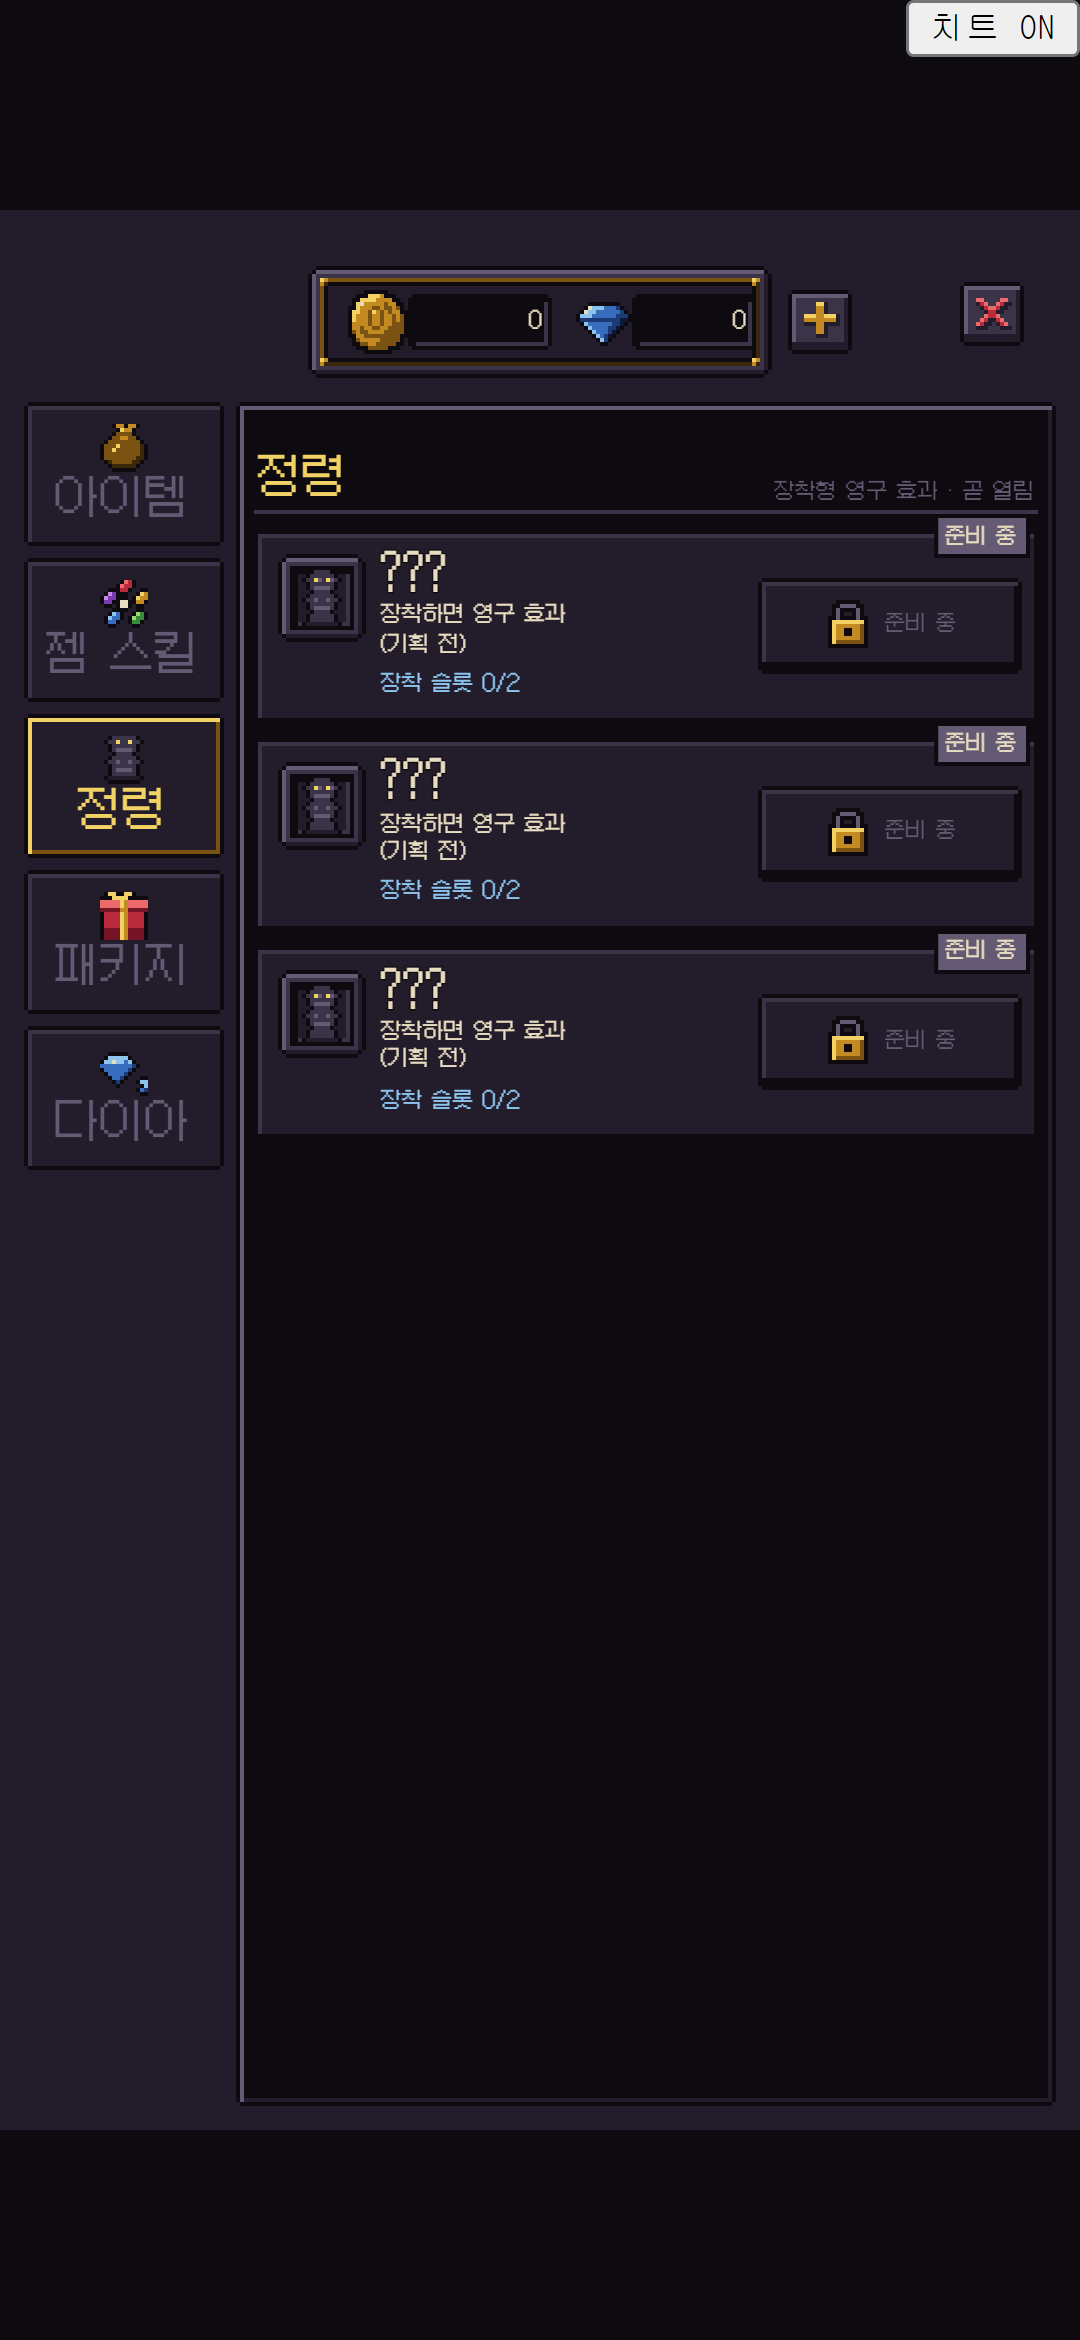 치트 ON
0
0
아이템
젬 스킬
정령
패키지
다이아
정령
장착형 영구 효과 · 곧 열림
준비 중
???
장착하면 영구 효과
(기획 전)
장착 슬롯 0/2
준비 중
준비 중
???
장착하면 영구 효과
(기획 전)
장착 슬롯 0/2
준비 중
준비 중
???
장착하면 영구 효과
(기획 전)
장착 슬롯 0/2
준비 중